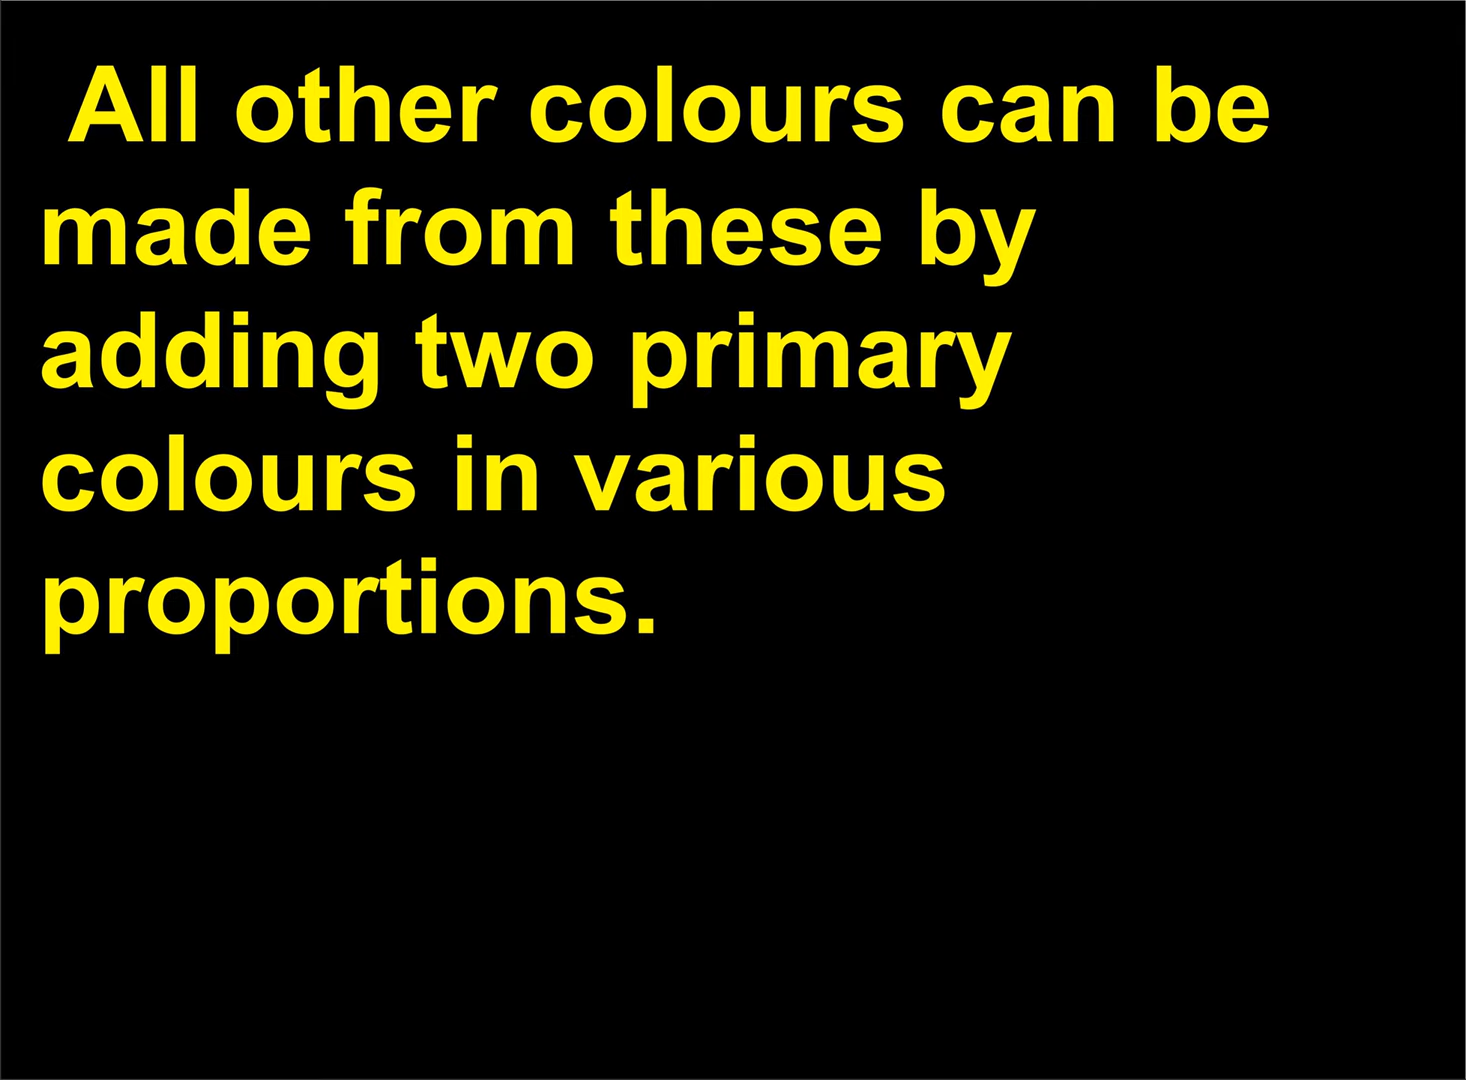 All other colours can be
made from these by
adding two primary
colours in various
proportions.